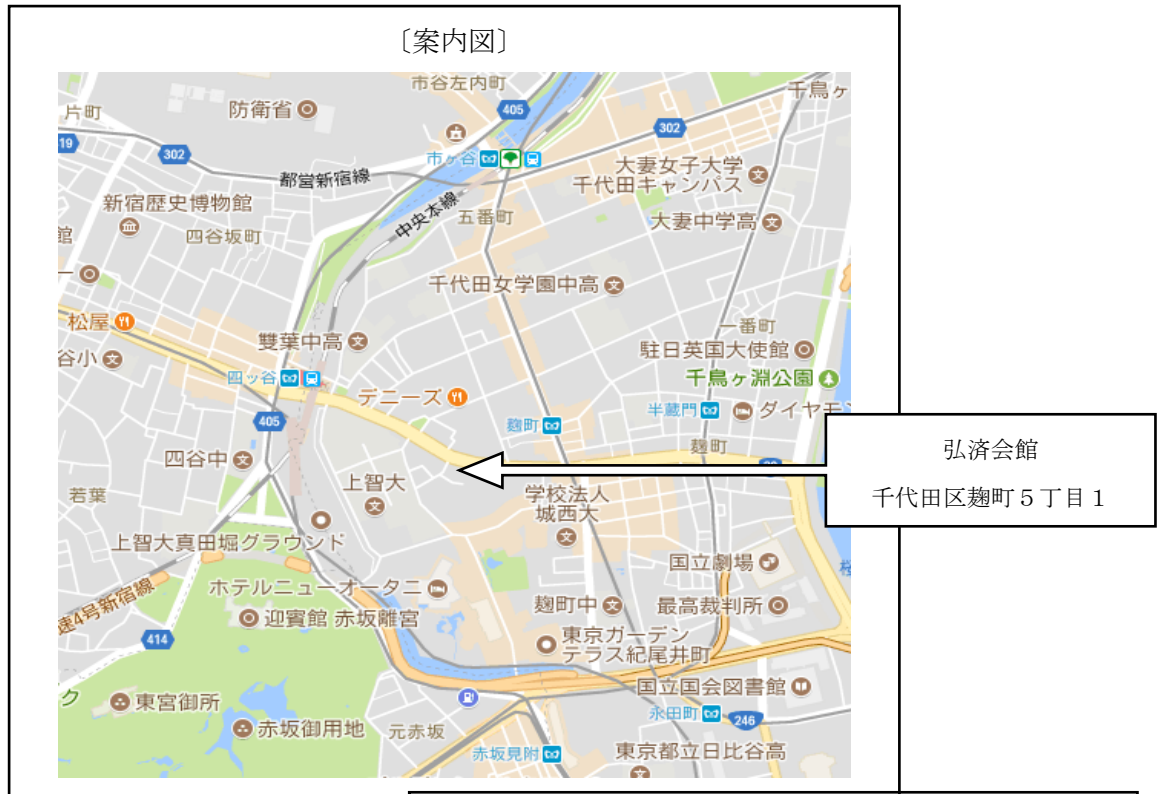 〔案内図〕
市谷左内町
千鳥ヶ
片町
防衛省
405
302
19
302
市ヶ谷
都営新宿線
大妻女子大学
千代田キャンパス
新宿歴史博物館
中央本線
五番町
大妻中学高
館
四谷坂町
ー
千代田女学園中高
松屋
一番町
雙葉中高
駐日英国大使館
谷小
四ッ谷
千鳥ヶ淵公園
デニーズ
半蔵門
ダイヤモン
405
麹町
麹町
弘済会館
千代田区麹町5丁目1
四谷中
上智大
若葉
学校法人
城西大
上智大真田堀グラウンド
国立劇場
ホテルニューオータニ
速4号新宿線
麹町中
最高裁判所
迎賓館 赤坂離宮
414
東京ガーデン
テラス紀尾井町
国立国会図書館
ク
東宮御所
永田町
246
赤坂御用地
元赤坂
赤坂見附
東京都立日比谷高